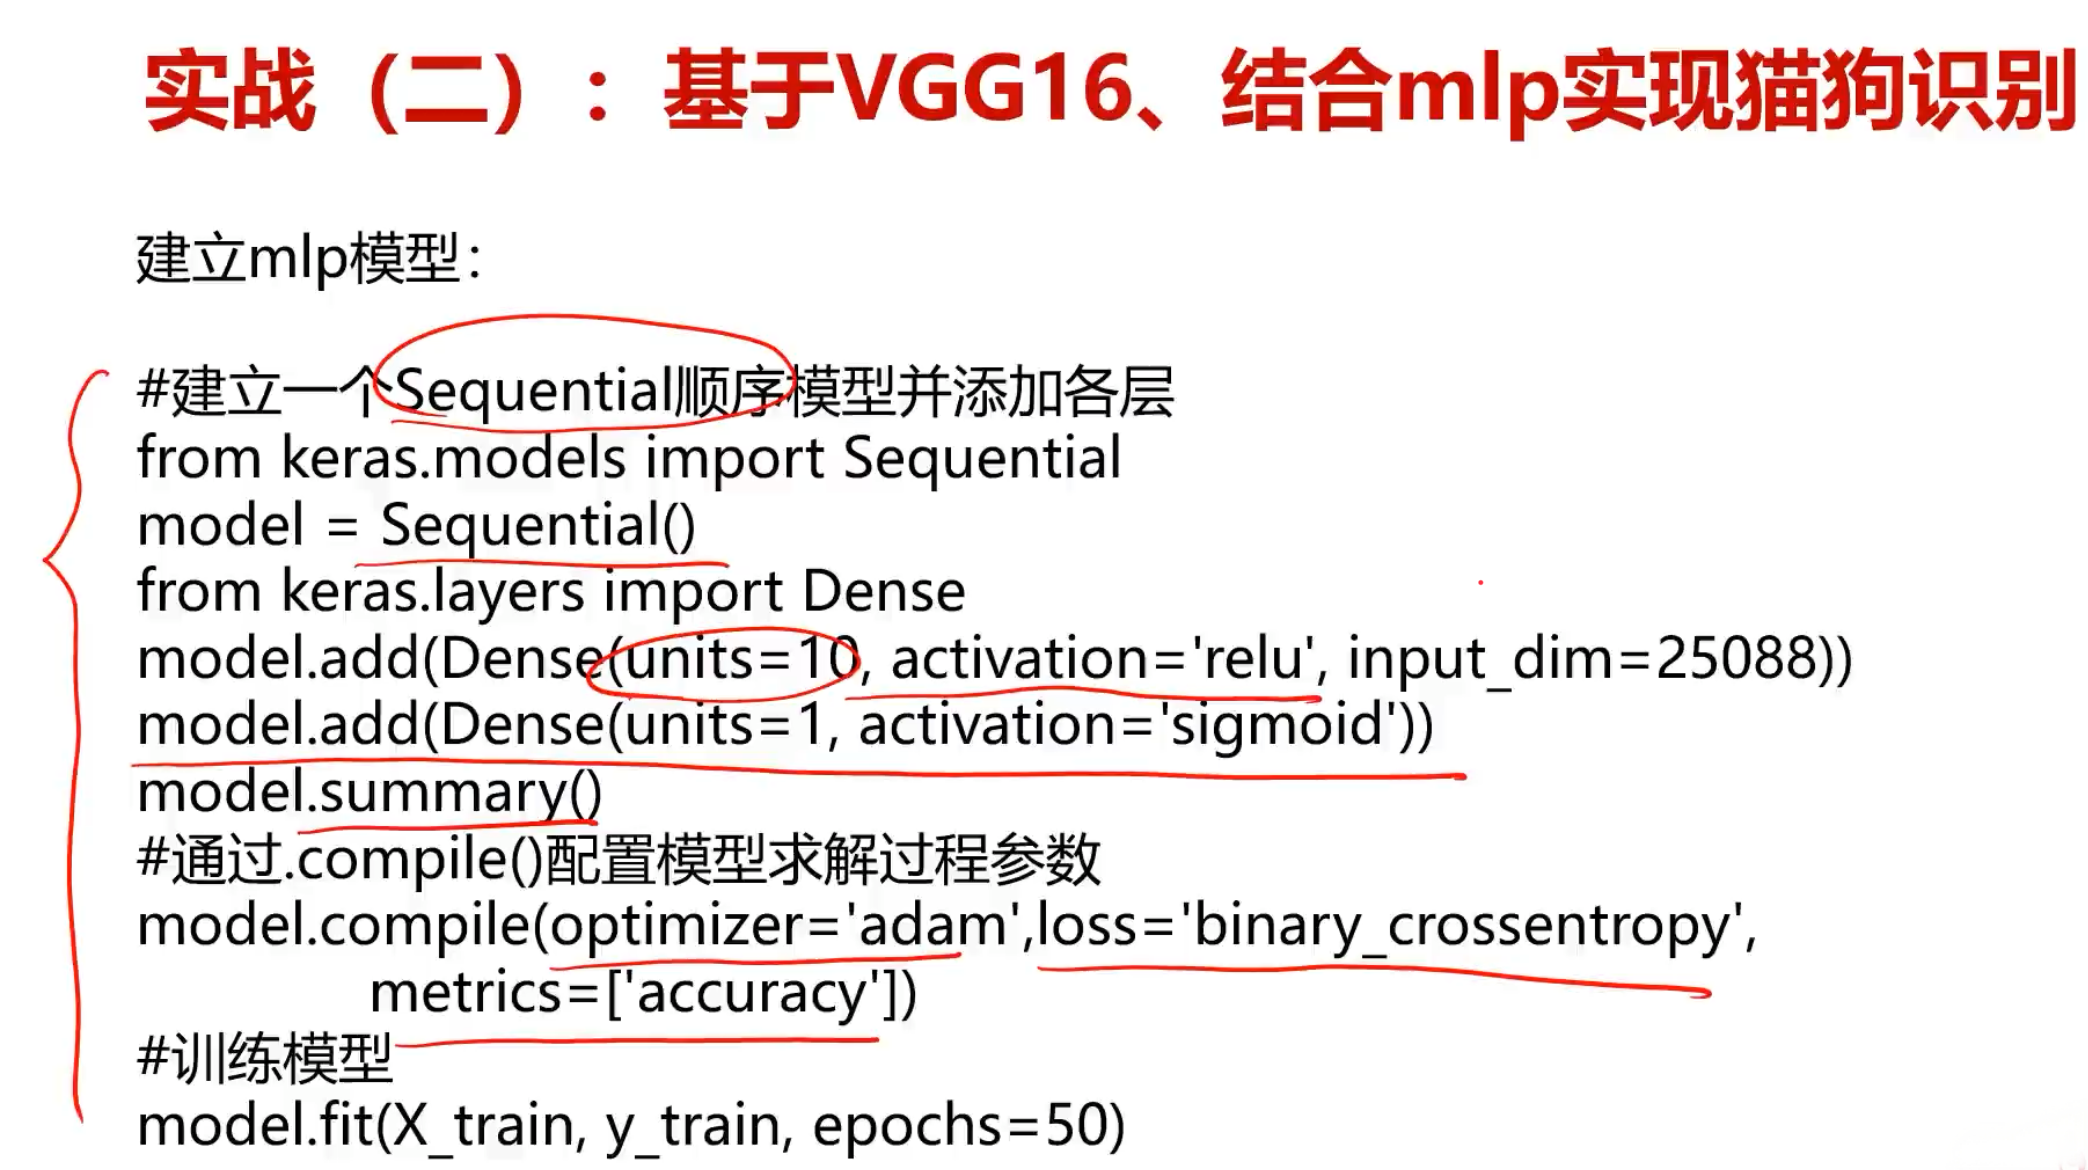 实战（二）：基于VGG16、结合mlp实现猫狗识别
建立mlp模型：
#建立一个Sequential顺序模型并添加各层
from keras.models import Sequential
model = Sequential()
from keras.layers import Dense
model.add(Dense(units=10, activation='relu', input_dim=25088))
model.add(Dense(units=1, activation='sigmoid'))
model.summary()
#通过.compile()配置模型求解过程参数
model.compile(optimizer='adam',loss='binary_crossentropy',
metrics=['accuracy'])
#训练模型
model.fit(X_train, y_train, epochs=50)